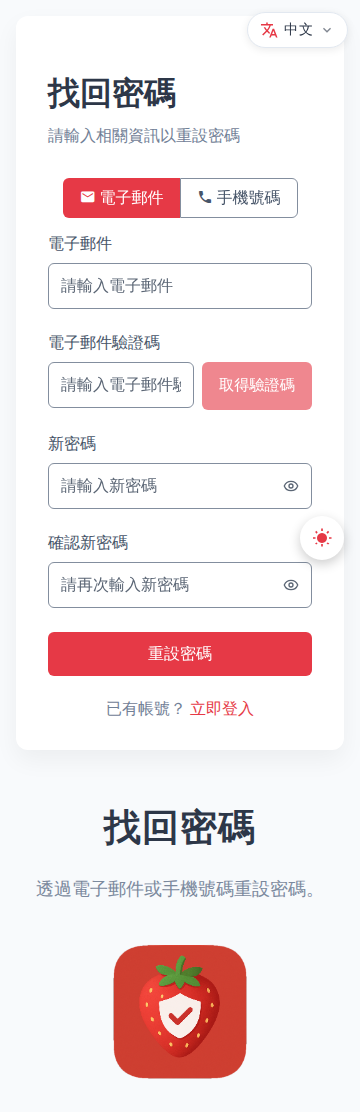 中文
找回密碼
請輸入相關資訊以重設密碼
電子郵件 手機號碼
電子郵件
請輸入電子郵件
電子郵件驗證碼
請輸入電子郵件 取得驗證碼
新密碼
請輸入新密碼
確認新密碼
請再次輸入新密碼
重設密碼
已有帳號？ 立即登入
找回密碼
透過電子郵件或手機號碼重設密碼。